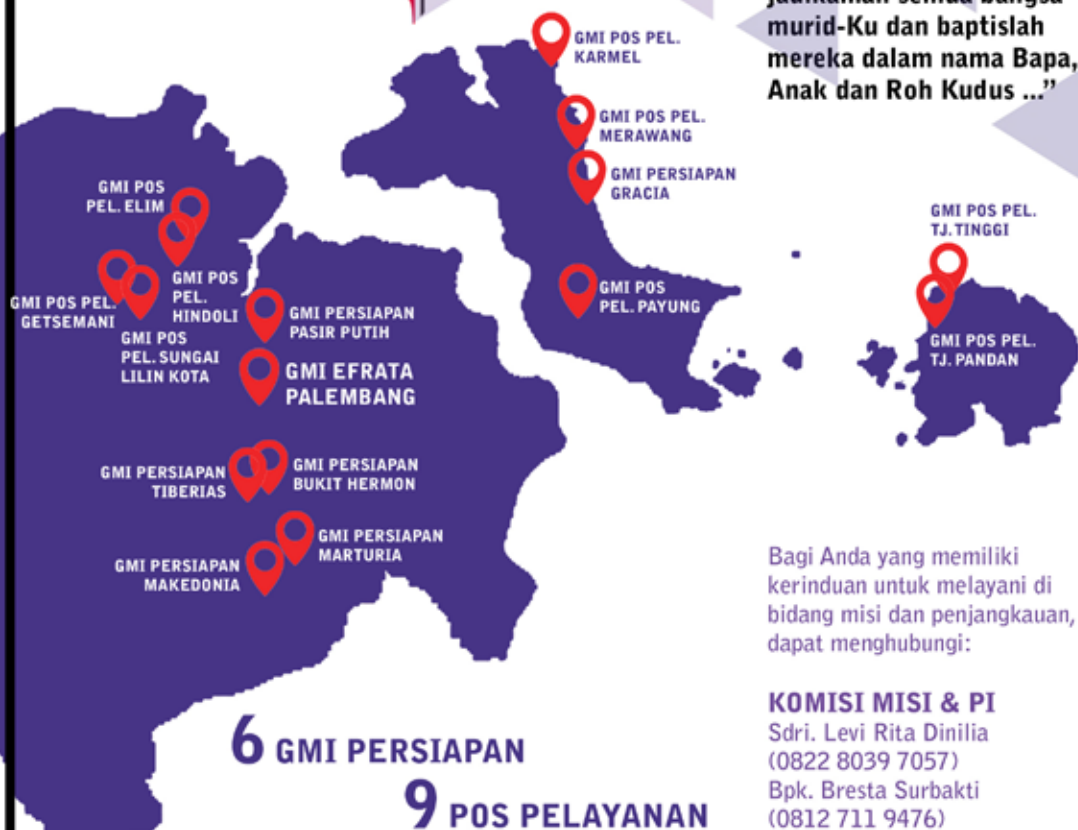 jadikanlah semua bangsa
murid-Ku dan baptislah
mereka dalam nama Bapa,
Anak dan Roh Kudus ...”
GMI POS PEL.
KARMEL
GMI POS PEL.
MERAWANG
GMI PERSIAPAN
GRACIA
GMI POS
PEL. PAYUNG
GMI POS PEL.
TJ. TINGGI
GMI POS PEL.
TJ. PANDAN
GMI POS
PEL. ELIM
GMI POS
PEL.
HINDOLI
GMI POS PEL.
GETSEMANI
GMI POS
PEL. SUNGAI
LILIN KOTA
GMI PERSIAPAN
PASIR PUTIH
GMI EFRATA
PALEMBANG
GMI PERSIAPAN
TIBERIAS
GMI PERSIAPAN
BUKIT HERMON
GMI PERSIAPAN
MARTURIA
GMI PERSIAPAN
MAKEDONIA
6 GMI PERSIAPAN
9 POS PELAYANAN
Bagi Anda yang memiliki
kerinduan untuk melayani di
bidang misi dan penjangkauan,
dapat menghubungi:
KOMISI MISI & PI
Sdri. Levi Rita Dinilia
(0822 8039 7057)
Bpk. Bresta Surbakti
(0812 711 9476)